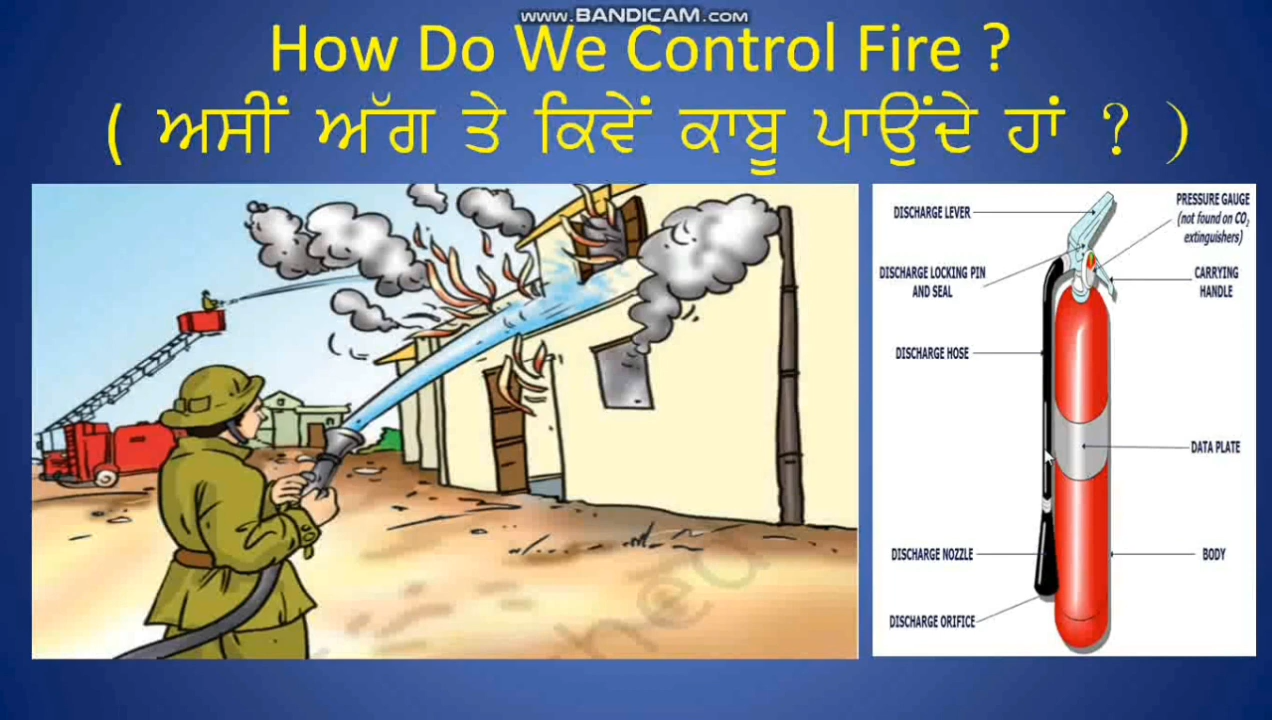 www.BANDICAM.com
How Do We Control Fire ?
( ਅਸੀਂ ਅੱਗ ਤੇ ਕਿਵੇਂ ਕਾਬੂ ਪਾਉਂਦੇ ਹਾਂ ? )
DISCHARGE LEVER
PRESSURE GAUGE
(not found on CO₂
extinguishers)
DISCHARGE LOCKING PIN
AND SEAL
CARRYING
HANDLE
DISCHARGE HOSE
DATA PLATE
DISCHARGE NOZZLE
BODY
DISCHARGE ORIFICE